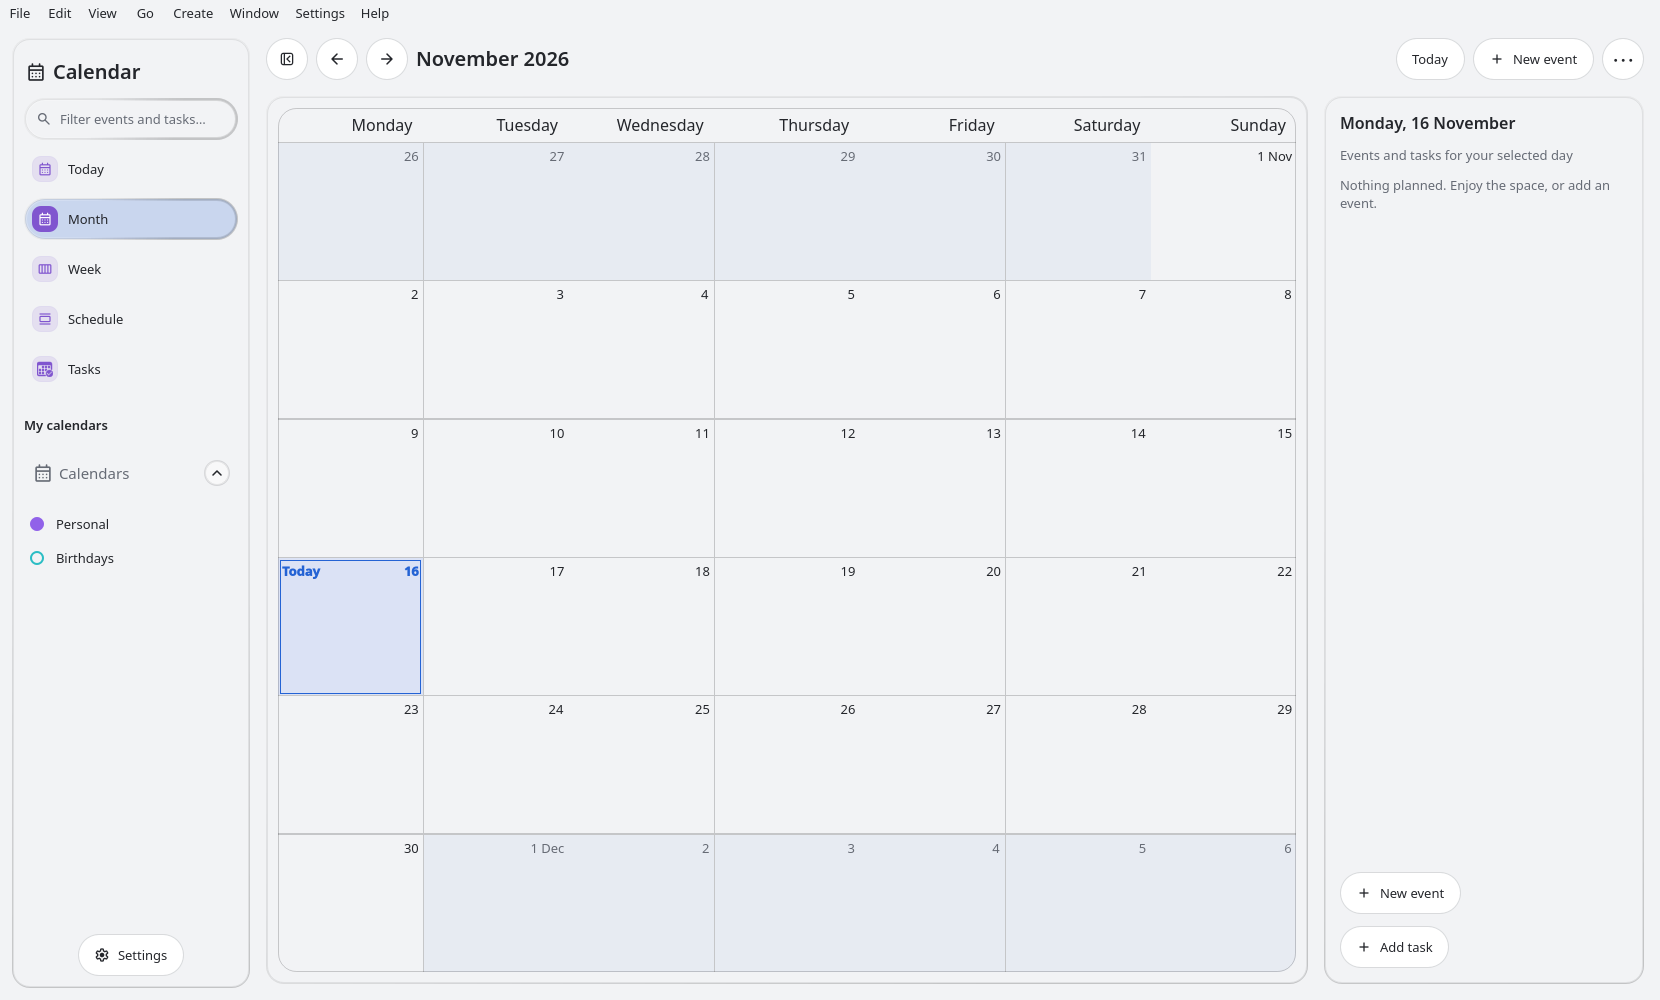 File Edit View Go Create Window Settings Help
Calendar
Filter events and tasks...
Today
Month
Week
Schedule
Tasks
My calendars
Calendars
Personal
Birthdays
Settings
November 2026
Today
New event
Monday Tuesday Wednesday Thursday Friday Saturday Sunday
26 27 28 29 30 31 1 Nov
2 3 4 5 6 7 8
9 10 11 12 13 14 15
Today 16 17 18 19 20 21 22
23 24 25 26 27 28 29
30 1 Dec 2 3 4 5 6
Monday, 16 November
Events and tasks for your selected day
Nothing planned. Enjoy the space, or add an
event.
New event
Add task